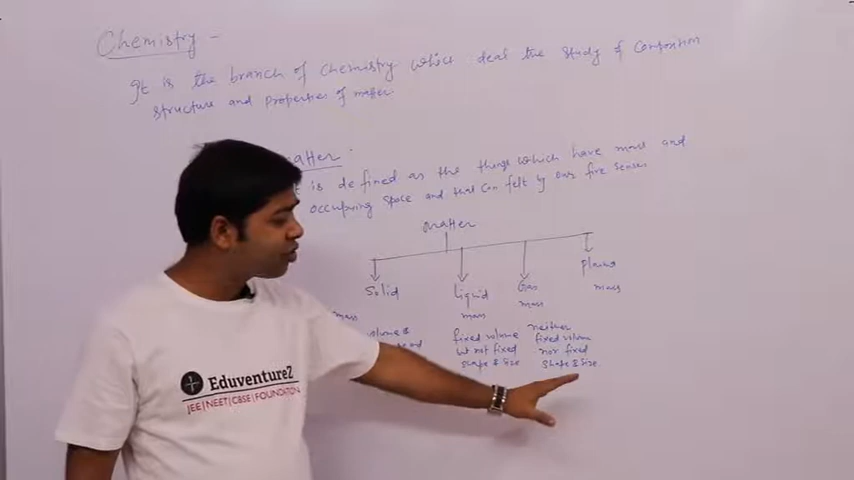 Chemistry -
It is the branch of Chemistry which deal the study of composition
structure and properties of matter
atter
is defined as the things which have mass and
occupying space and that can felt by our five senses
matter
Solid Liquid Gas Plasma
mass mass mass mass
volume & fixed volume neither
but not fixed fixed volum
shape & size nor fixed
shape & size
Eduventure2
JEE|NEET|CBSE|FOUNDATION